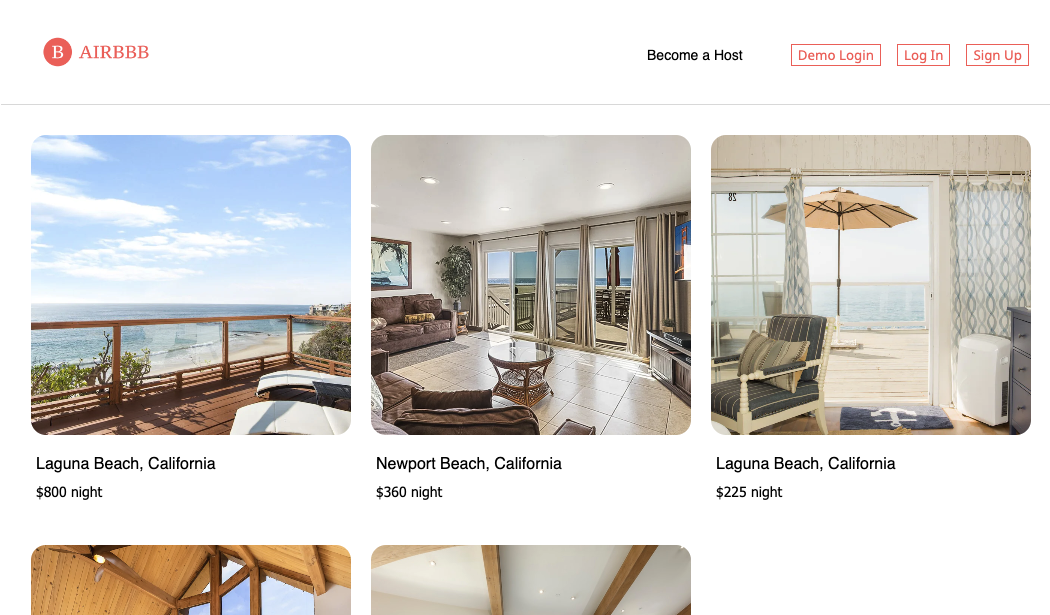 B AIRBBB
Become a Host
Demo Login
Log In
Sign Up
28
Laguna Beach, California
$800 night
Newport Beach, California
$360 night
Laguna Beach, California
$225 night